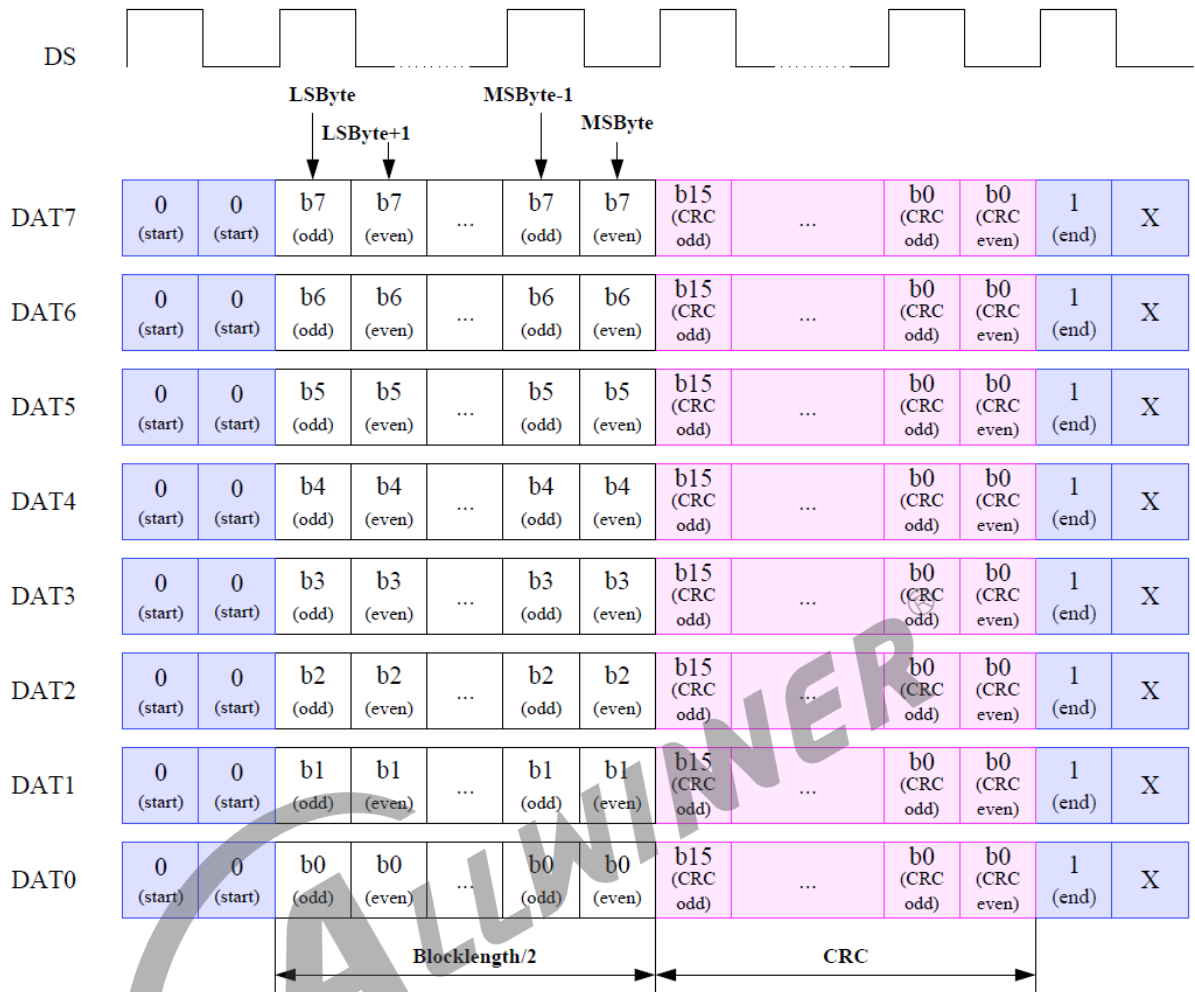 DS
LSByte MSByte-1
LSByte+1 MSByte
DAT7 0 (start) 0 (start) b7 (odd) b7 (even) ... b7 (odd) b7 (even) b15 (CRC odd) ... b0 (CRC odd) b0 (CRC even) 1 (end) X
DAT6 0 (start) 0 (start) b6 (odd) b6 (even) ... b6 (odd) b6 (even) b15 (CRC odd) ... b0 (CRC odd) b0 (CRC even) 1 (end) X
DAT5 0 (start) 0 (start) b5 (odd) b5 (even) ... b5 (odd) b5 (even) b15 (CRC odd) ... b0 (CRC odd) b0 (CRC even) 1 (end) X
DAT4 0 (start) 0 (start) b4 (odd) b4 (even) ... b4 (odd) b4 (even) b15 (CRC odd) ... b0 (CRC odd) b0 (CRC even) 1 (end) X
DAT3 0 (start) 0 (start) b3 (odd) b3 (even) ... b3 (odd) b3 (even) b15 (CRC odd) ... b0 (CRC odd) b0 (CRC even) 1 (end) X
DAT2 0 (start) 0 (start) b2 (odd) b2 (even) ... b2 (odd) b2 (even) b15 (CRC odd) ... b0 (CRC odd) b0 (CRC even) 1 (end) X
DAT1 0 (start) 0 (start) b1 (odd) b1 (even) ... b1 (odd) b1 (even) b15 (CRC odd) ... b0 (CRC odd) b0 (CRC even) 1 (end) X
DAT0 0 (start) 0 (start) b0 (odd) b0 (even) ... b0 (odd) b0 (even) b15 (CRC odd) ... b0 (CRC odd) b0 (CRC even) 1 (end) X
Blocklength/2 CRC
ALLWINNER®